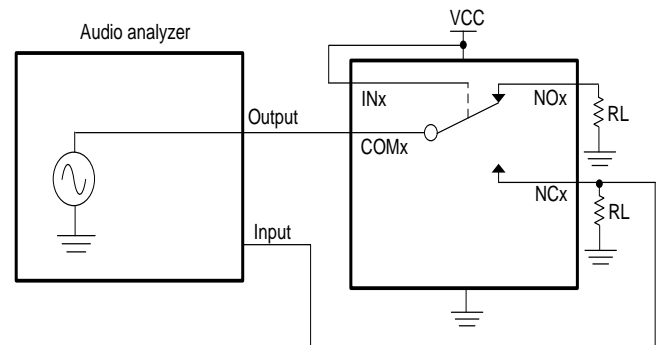 VCC
Audio analyzer
INx
NOx
RL
Output
COMx
NCx
RL
Input